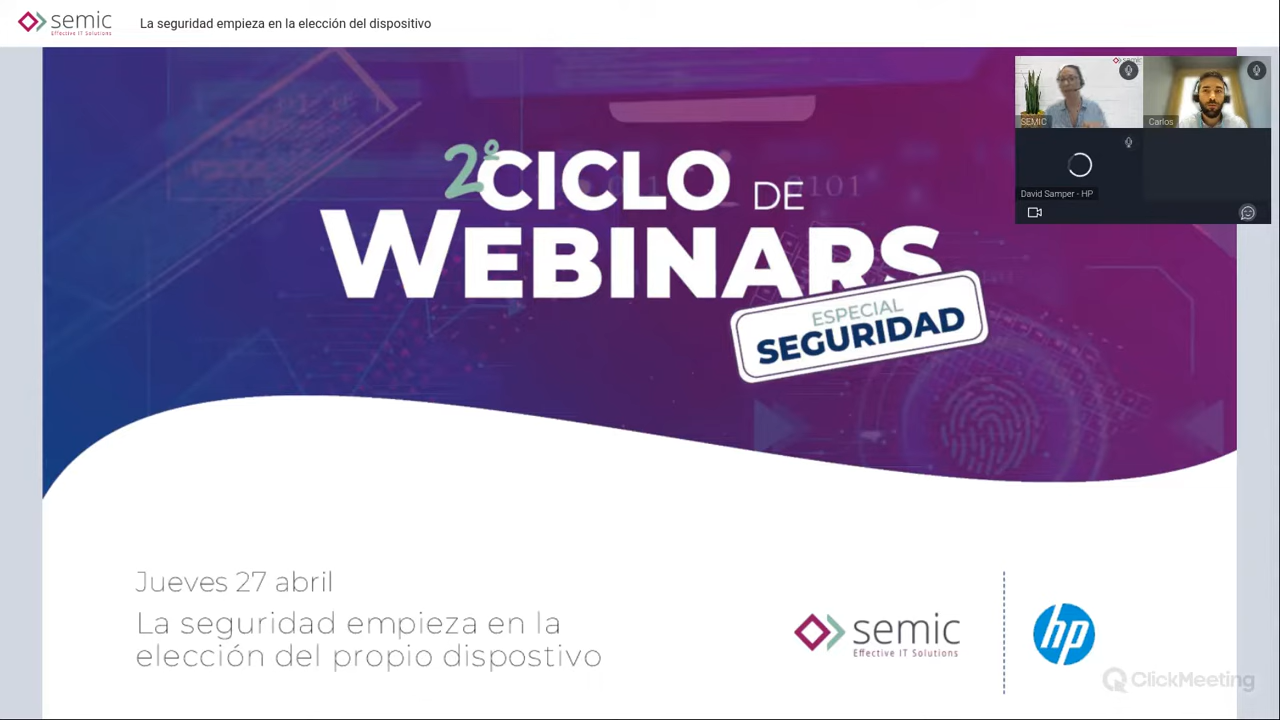 semic
Effective IT Solutions
La seguridad empieza en la elección del dispositivo
SEMIC
Carlos
David Samper - HP
2º CICLO DE
WEBINARS
ESPECIAL
SEGURIDAD
Jueves 27 abril
La seguridad empieza en la
elección del propio dispostivo
semic
Effective IT Solutions
hp
ClickMeeting